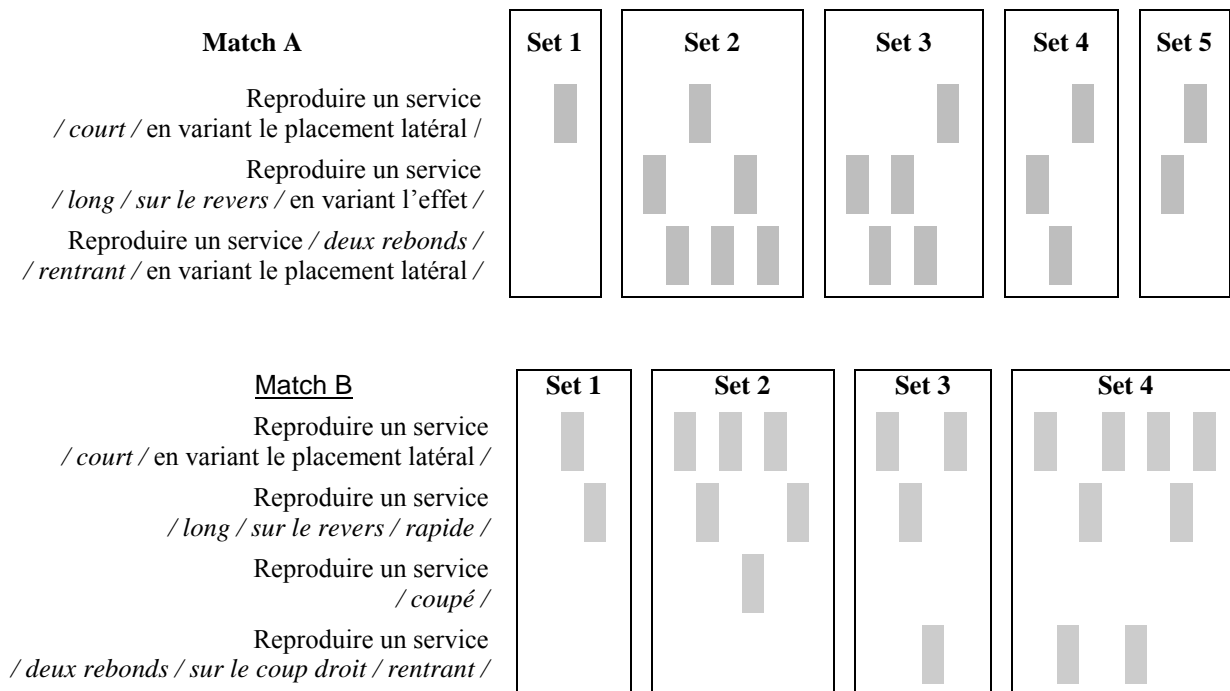 Match A Set 1 Set 2 Set 3 Set 4 Set 5
Reproduire un service
/ court / en variant le placement latéral /
Reproduire un service
/ long / sur le revers / en variant l’effet /
Reproduire un service / deux rebonds /
/ rentrant / en variant le placement latéral /
Match B Set 1 Set 2 Set 3 Set 4
Reproduire un service
/ court / en variant le placement latéral /
Reproduire un service
/ long / sur le revers / rapide /
Reproduire un service
/ coupé /
Reproduire un service
/ deux rebonds / sur le coup droit / rentrant /